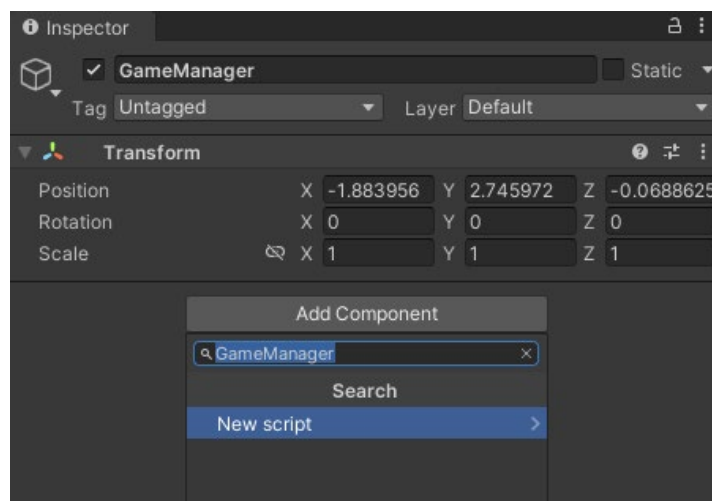 Inspector
GameManager Static
Tag Untagged Layer Default
Transform
Position X -1.883956 Y 2.745972 Z -0.0688625
Rotation X 0 Y 0 Z 0
Scale X 1 Y 1 Z 1
Add Component
GameManager
Search
New script